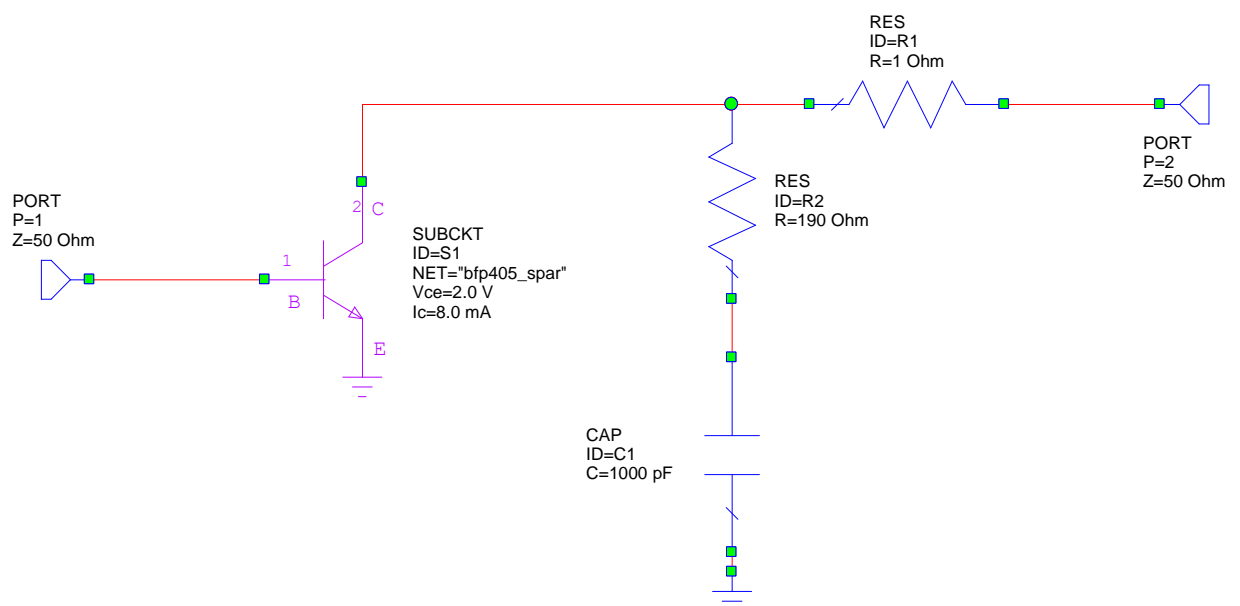 RES
ID=R1
R=1 Ohm
PORT
P=2
Z=50 Ohm
RES
ID=R2
R=190 Ohm
PORT
P=1
Z=50 Ohm
2
C
1
B
E
SUBCKT
ID=S1
NET="bfp405_spar"
Vce=2.0 V
Ic=8.0 mA
CAP
ID=C1
C=1000 pF